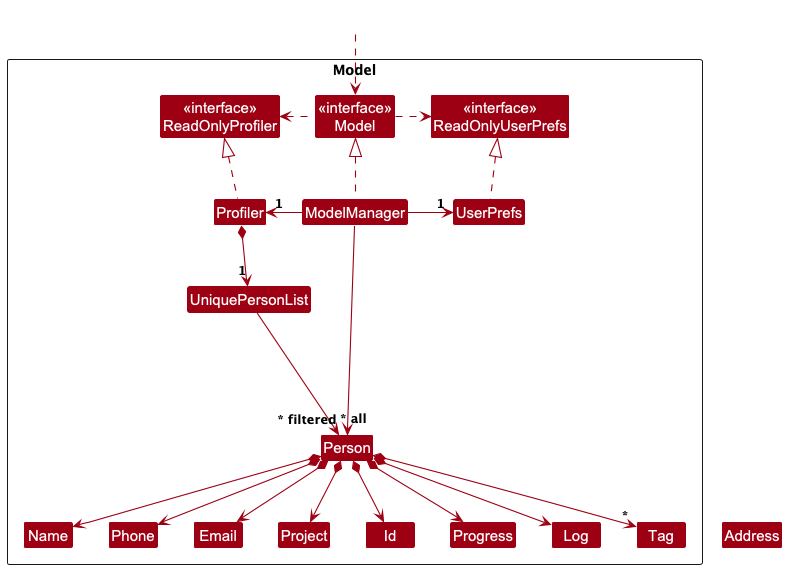 Model
«interface»
ReadOnlyProfiler
«interface»
Model
«interface»
ReadOnlyUserPrefs
Profiler
1
ModelManager
1
UserPrefs
1
UniquePersonList
* filtered
* all
Person
*
Name
Phone
Email
Project
Id
Progress
Log
Tag
Address